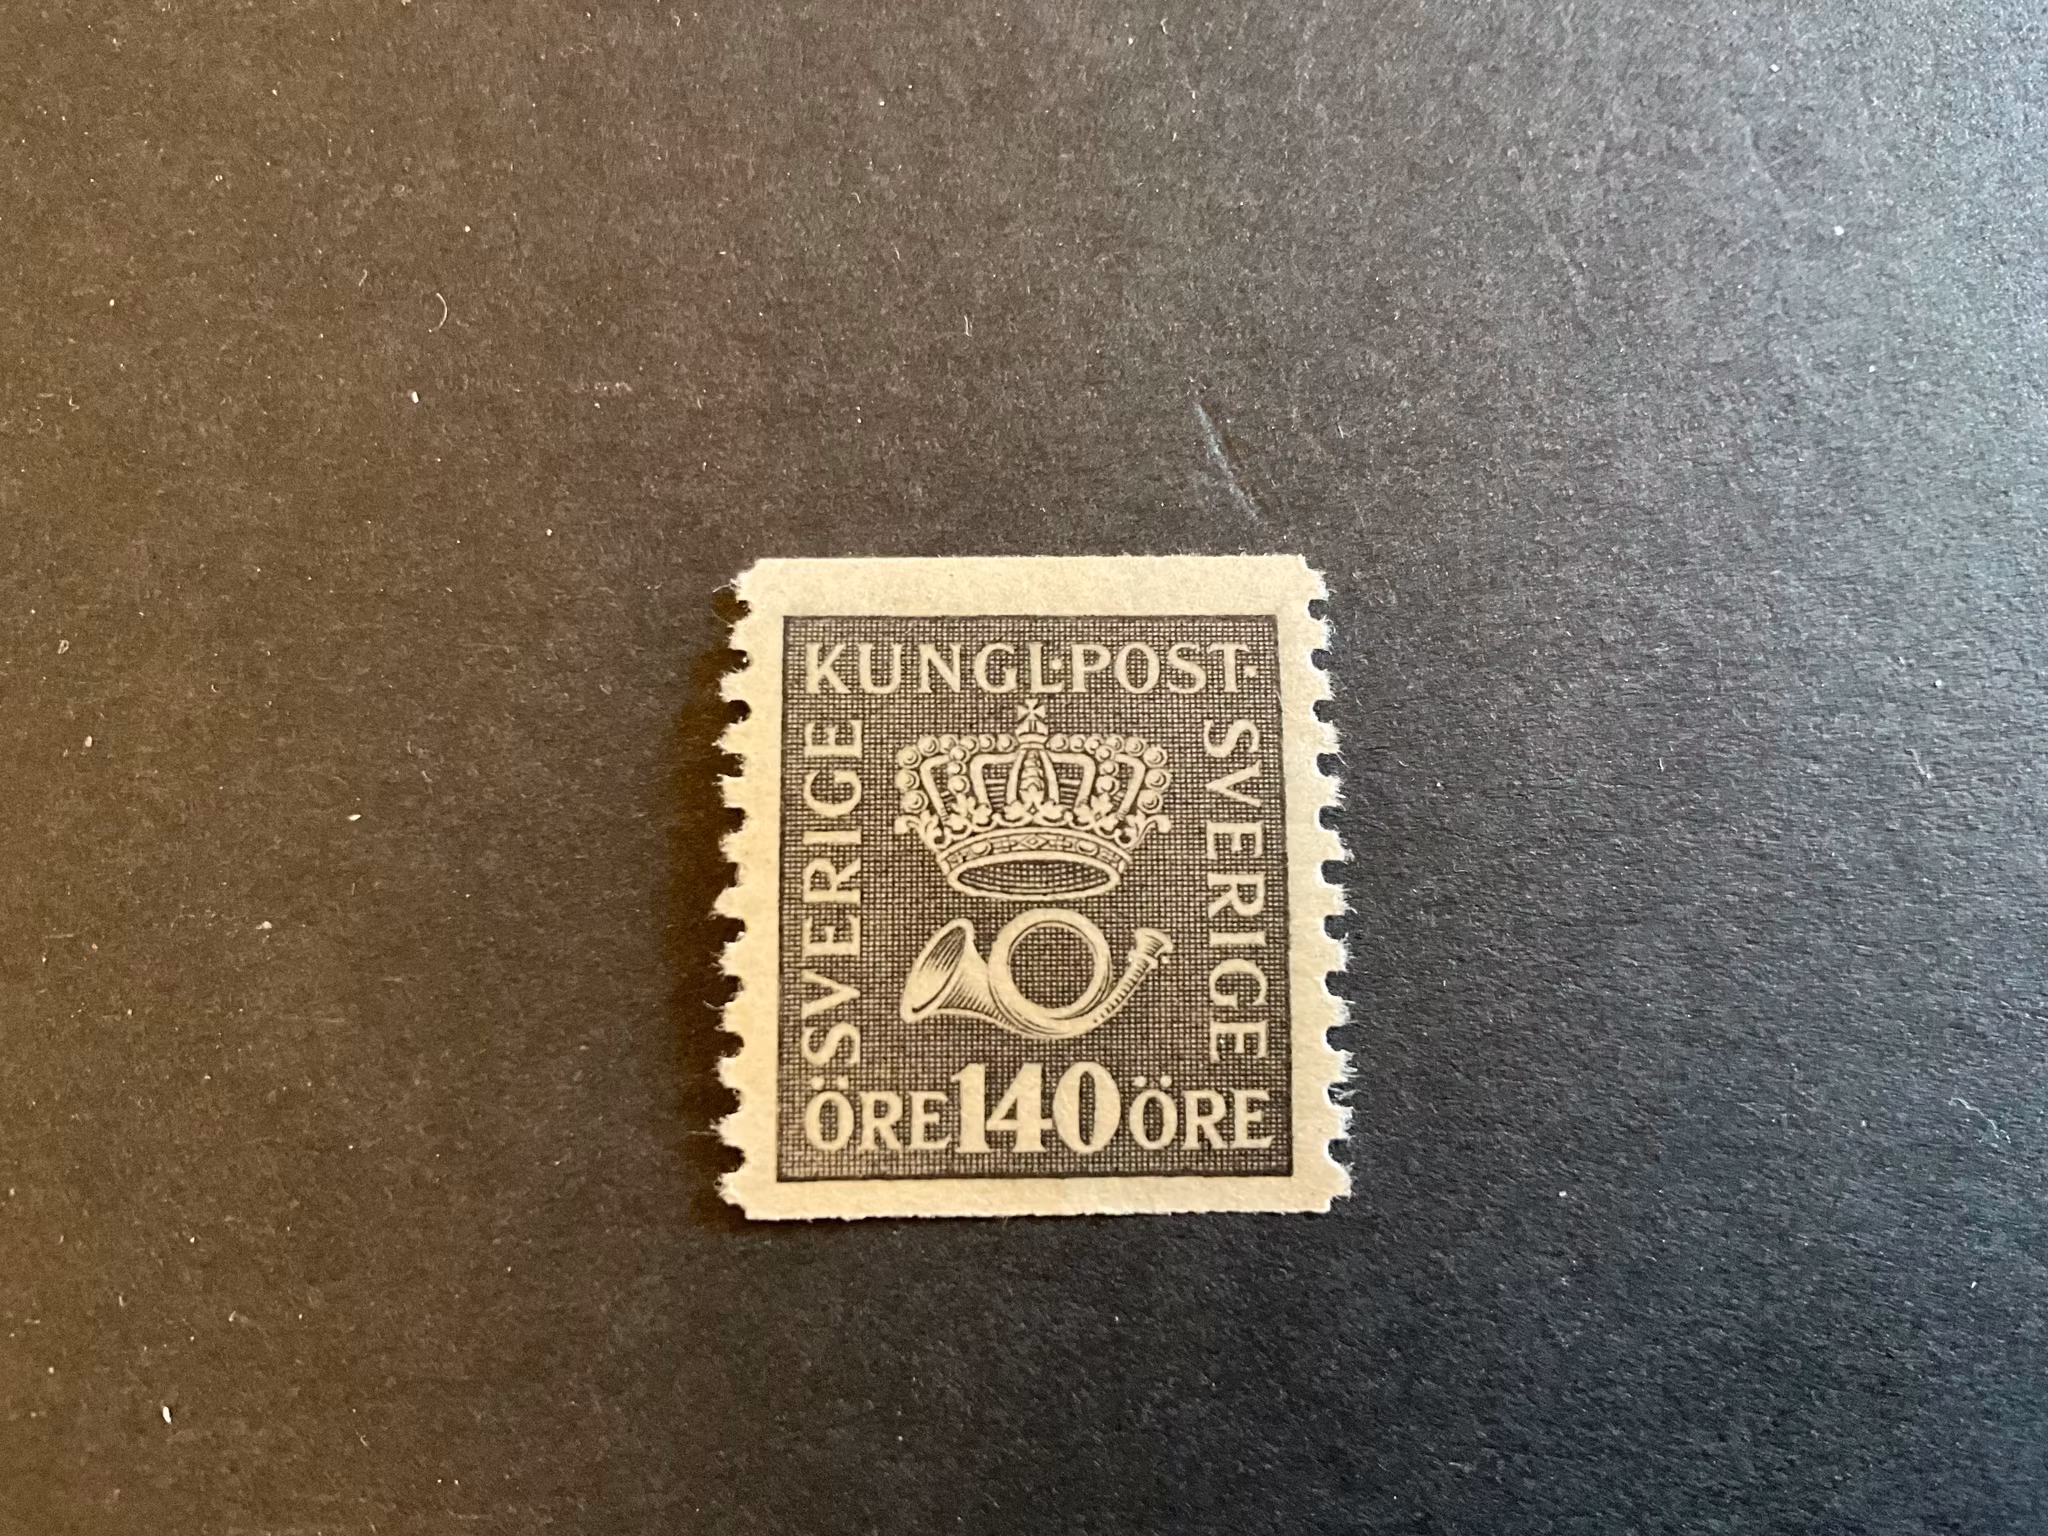 KUNGL·POST·
SVERIGE
SVERIGE
ÖRE 140 ÖRE